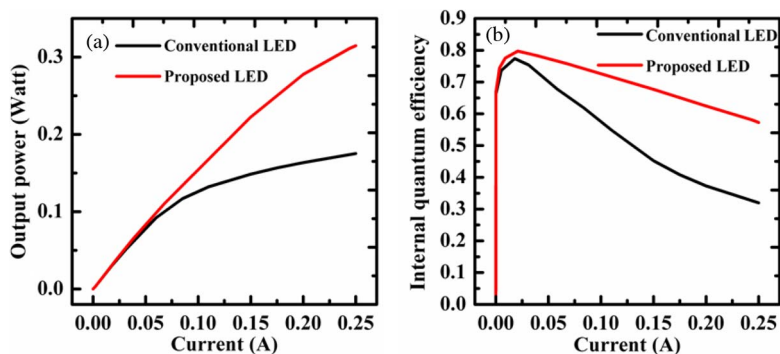 (a)
Conventional LED
Proposed LED
Output power (Watt)
0.3
0.2
0.1
0.0
0.00 0.05 0.10 0.15 0.20 0.25
Current (A)
(b)
Conventional LED
Proposed LED
Internal quantum efficiency
0.9
0.8
0.7
0.6
0.5
0.4
0.3
0.2
0.1
0.0
0.00 0.05 0.10 0.15 0.20 0.25
Current (A)